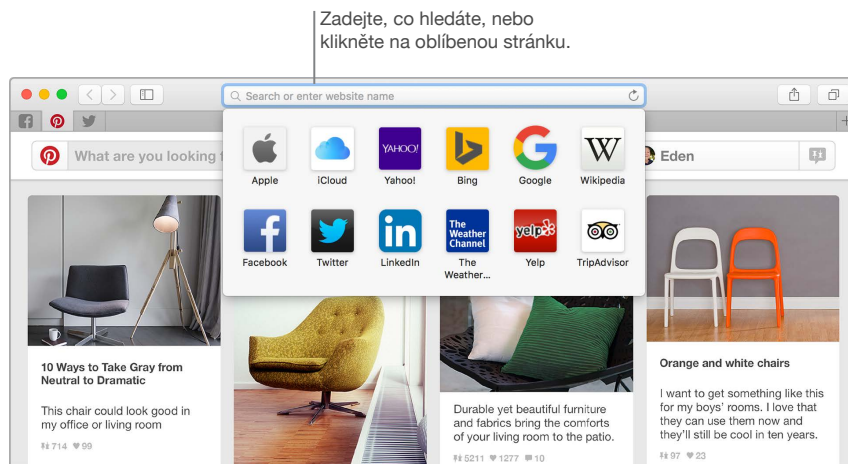 Zadejte, co hledáte, nebo
klikněte na oblíbenou stránku.
Search or enter website name
What are you looking f
Eden
YAHOO!
W
Apple
iCloud
Yahoo!
Bing
Google
Wikipedia
in
The
Weather
Channel
yelp
Facebook
Twitter
LinkedIn
The
Weather...
Yelp
TripAdvisor
10 Ways to Take Gray from
Neutral to Dramatic
This chair could look good in
my office or living room
714 99
Durable yet beautiful furniture
and fabrics bring the comforts
of your living room to the patio.
5211 1277 10
Orange and white chairs
I want to get something like this
for my boys' rooms. I love that
they can use them now and
they'll still be cool in ten years.
97 23